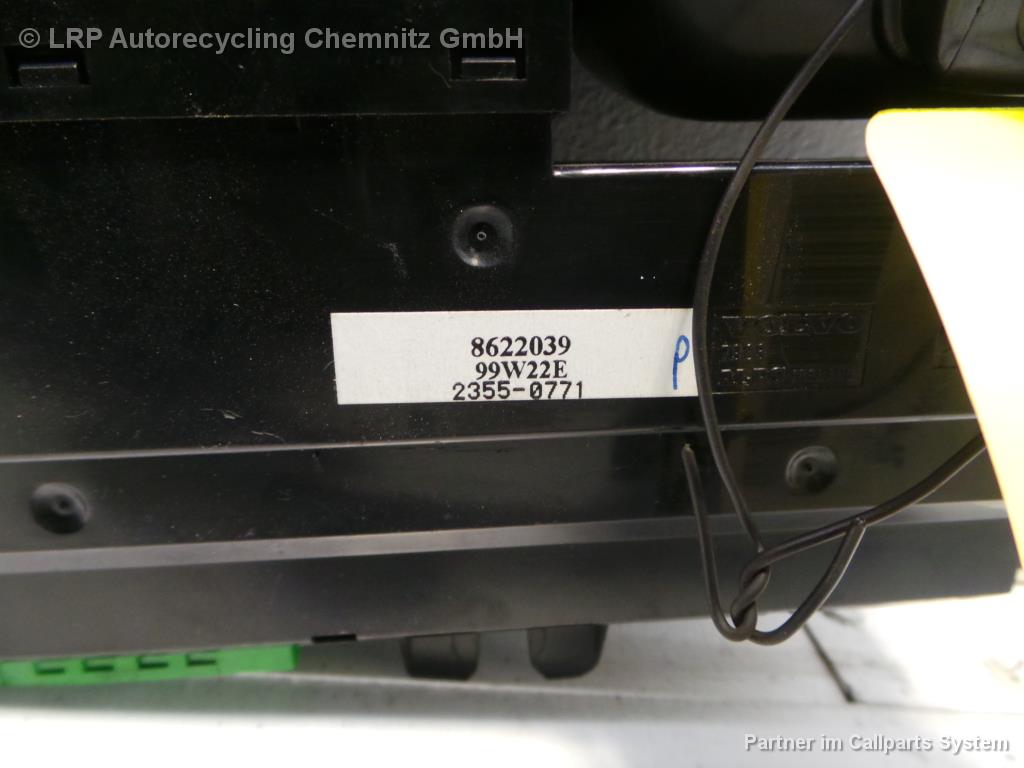 © LRP Autorecycling Chemnitz GmbH
VOLVO
8622039
99W22E
2355-0771
P
Partner im Callparts System